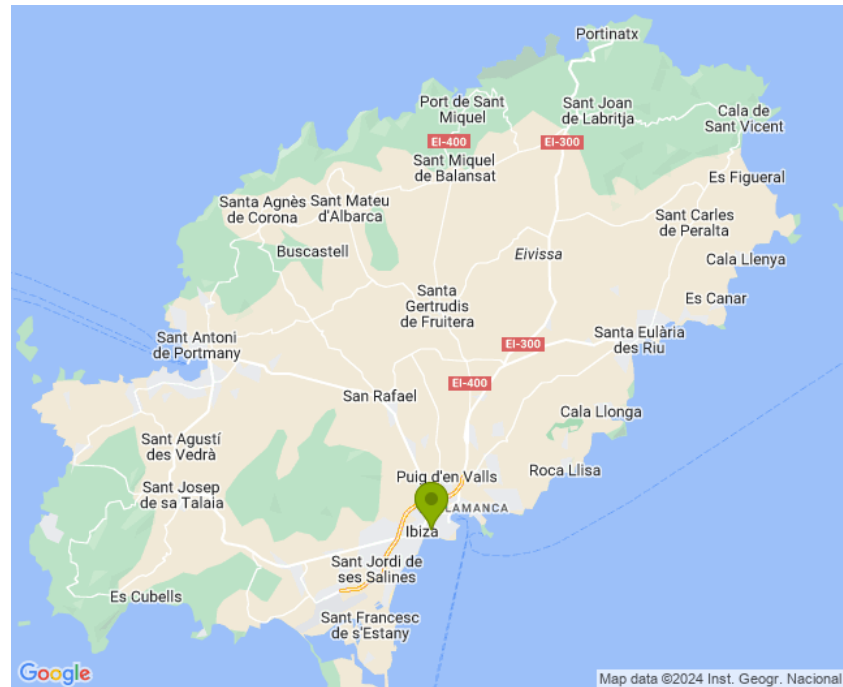 Portinatx
Port de Sant
Miquel
Sant Joan
de Labritja
Cala de
Sant Vicent
EI-400
EI-300
Sant Miquel
de Balansat
Es Figueral
Santa Agnès
de Corona
Sant Mateu
d'Albarca
Sant Carles
de Peralta
Buscastell
Eivissa
Cala Llenya
Santa
Gertrudis
de Fruitera
Es Canar
Sant Antoni
de Portmany
Santa Eulària
des Riu
EI-300
EI-400
San Rafael
Cala Llonga
Sant Agustí
des Vedrà
Roca Llisa
Puig d'en Valls
Sant Josep
de sa Talaia
LAMANCA
Ibiza
Sant Jordi de
ses Salines
Es Cubells
Sant Francesc
de s'Estany
Google
Map data ©2024 Inst. Geogr. Nacional